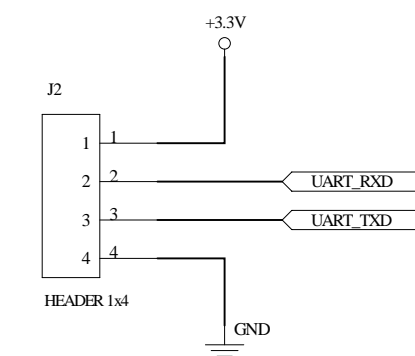 +3.3V
J2
1 1
2 2 UART_RXD
3 3 UART_TXD
4 4
HEADER 1x4
GND